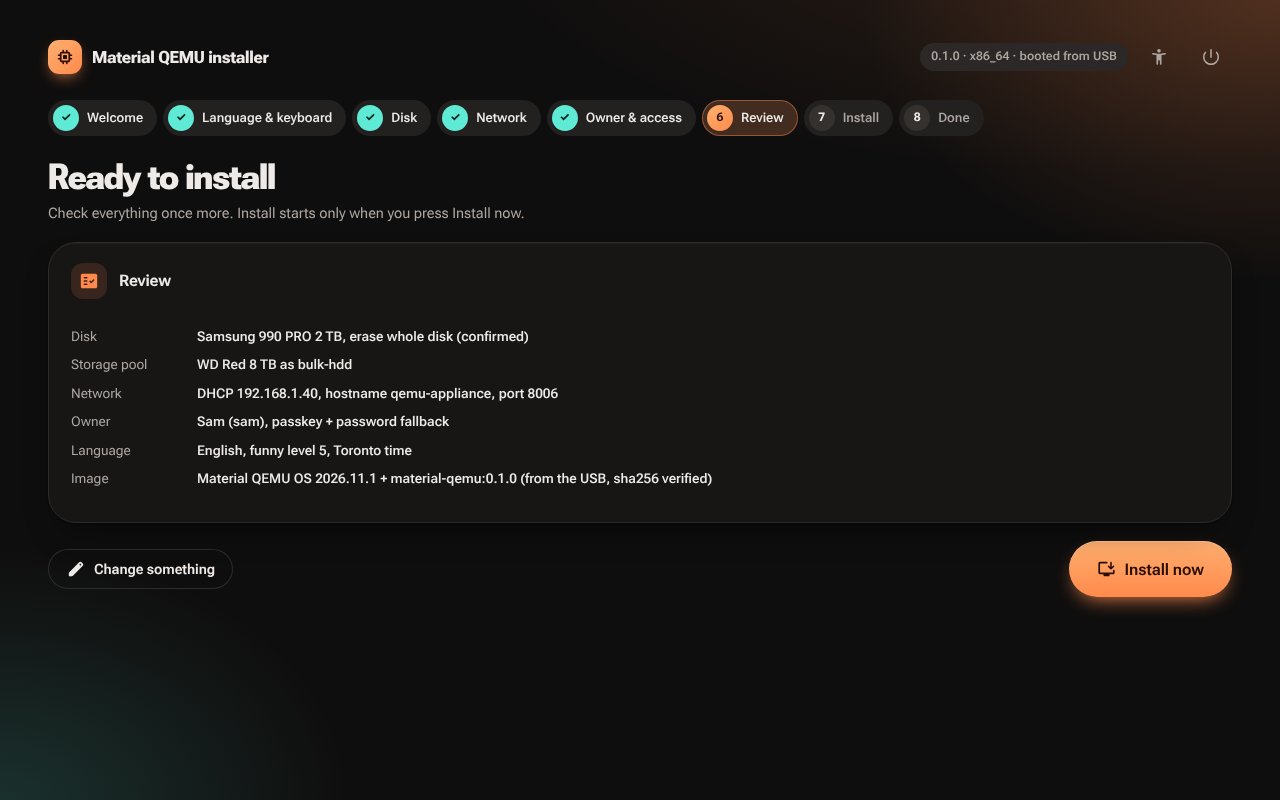 Material QEMU installer
0.1.0 · x86_64 · booted from USB
Welcome
Language & keyboard
Disk
Network
Owner & access
6 Review
7 Install
8 Done
Ready to install
Check everything once more. Install starts only when you press Install now.
Review
Disk Samsung 990 PRO 2 TB, erase whole disk (confirmed)
Storage pool WD Red 8 TB as bulk-hdd
Network DHCP 192.168.1.40, hostname qemu-appliance, port 8006
Owner Sam (sam), passkey + password fallback
Language English, funny level 5, Toronto time
Image Material QEMU OS 2026.11.1 + material-qemu:0.1.0 (from the USB, sha256 verified)
Change something
Install now